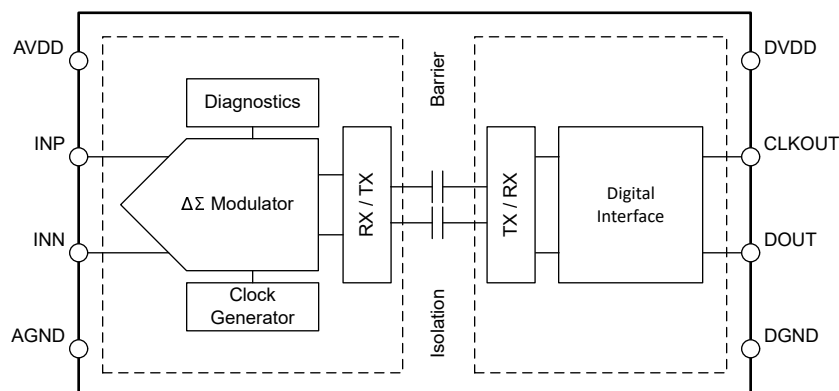 AVDD
DVDD
Diagnostics
Barrier
INP
CLKOUT
ΔΣ Modulator
RX / TX
TX / RX
Digital
Interface
INN
DOUT
Clock
Generator
Isolation
AGND
DGND